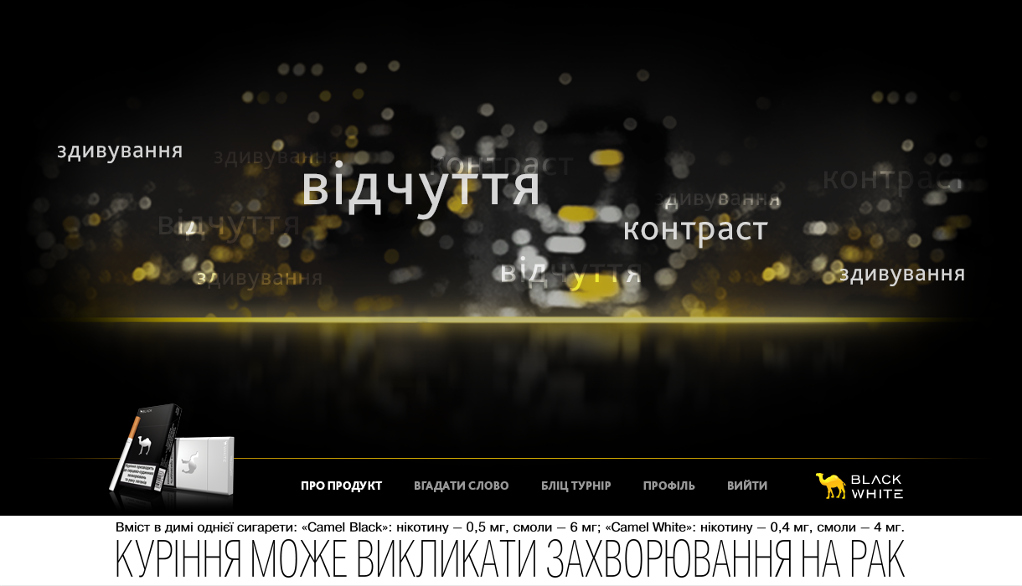 здивування
здивування
контраст
відчуття
контраст
здивування
відчуття
контраст
відчуття
здивування
здивування
BLACK
ПРО ПРОДУКТ
ВГАДАТИ СЛОВО
БЛІЦ ТУРНІР
ПРОФІЛЬ
ВИЙТИ
BLACK
WHITE
Вміст в димі однієї сигарети: «Camel Black»: нікотину – 0,5 мг, смоли – 6 мг; «Camel White»: нікотину – 0,4 мг, смоли – 4 мг.
КУРІННЯ МОЖЕ ВИКЛИКАТИ ЗАХВОРЮВАННЯ НА РАК